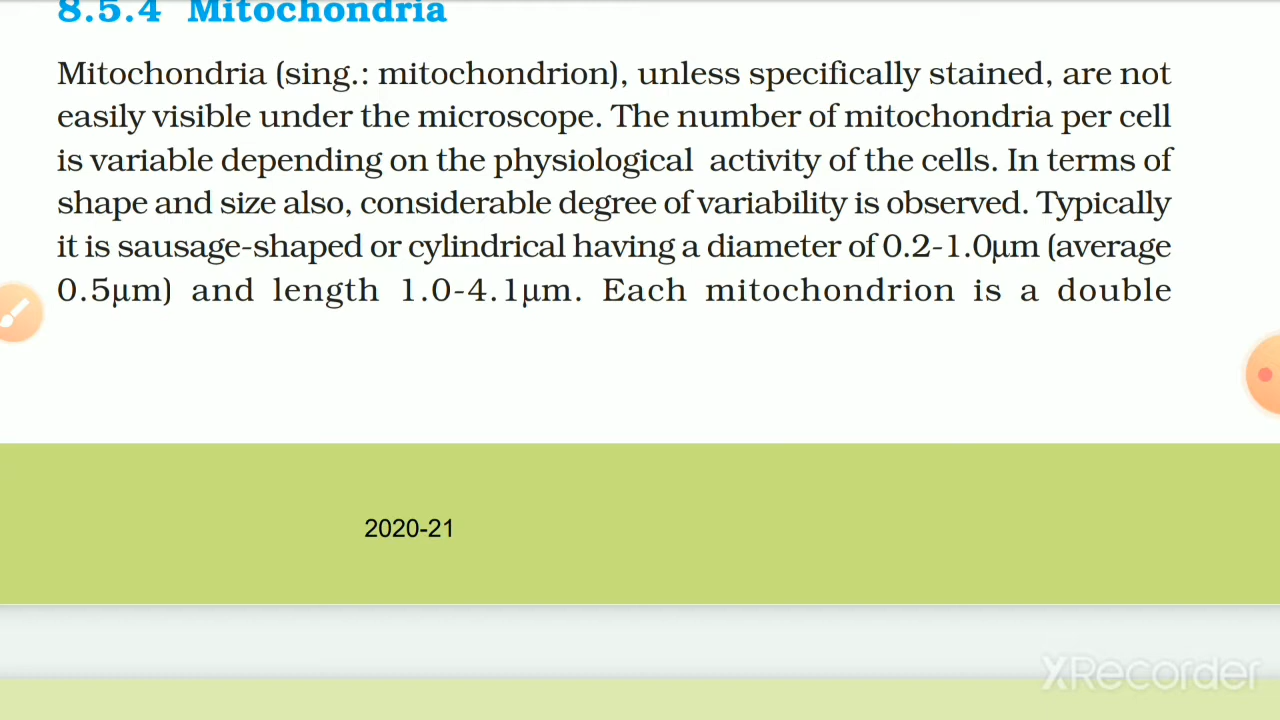 8.5.4 Mitochondria
Mitochondria (sing.: mitochondrion), unless specifically stained, are not
easily visible under the microscope. The number of mitochondria per cell
is variable depending on the physiological activity of the cells. In terms of
shape and size also, considerable degree of variability is observed. Typically
it is sausage-shaped or cylindrical having a diameter of 0.2-1.0μm (average
0.5μm) and length 1.0-4.1μm. Each mitochondrion is a double
2020-21
XRecorder